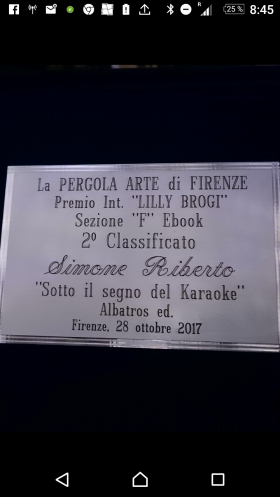 R
25 %
8:45
La PERGOLA ARTE di FIRENZE
Premio Int. "LILLY BROGI"
Sezione "F" Ebook
2º Classificato
Simone Riberto
"Sotto il segno del Karaoke"
Albatros ed.
Firenze, 28 ottobre 2017